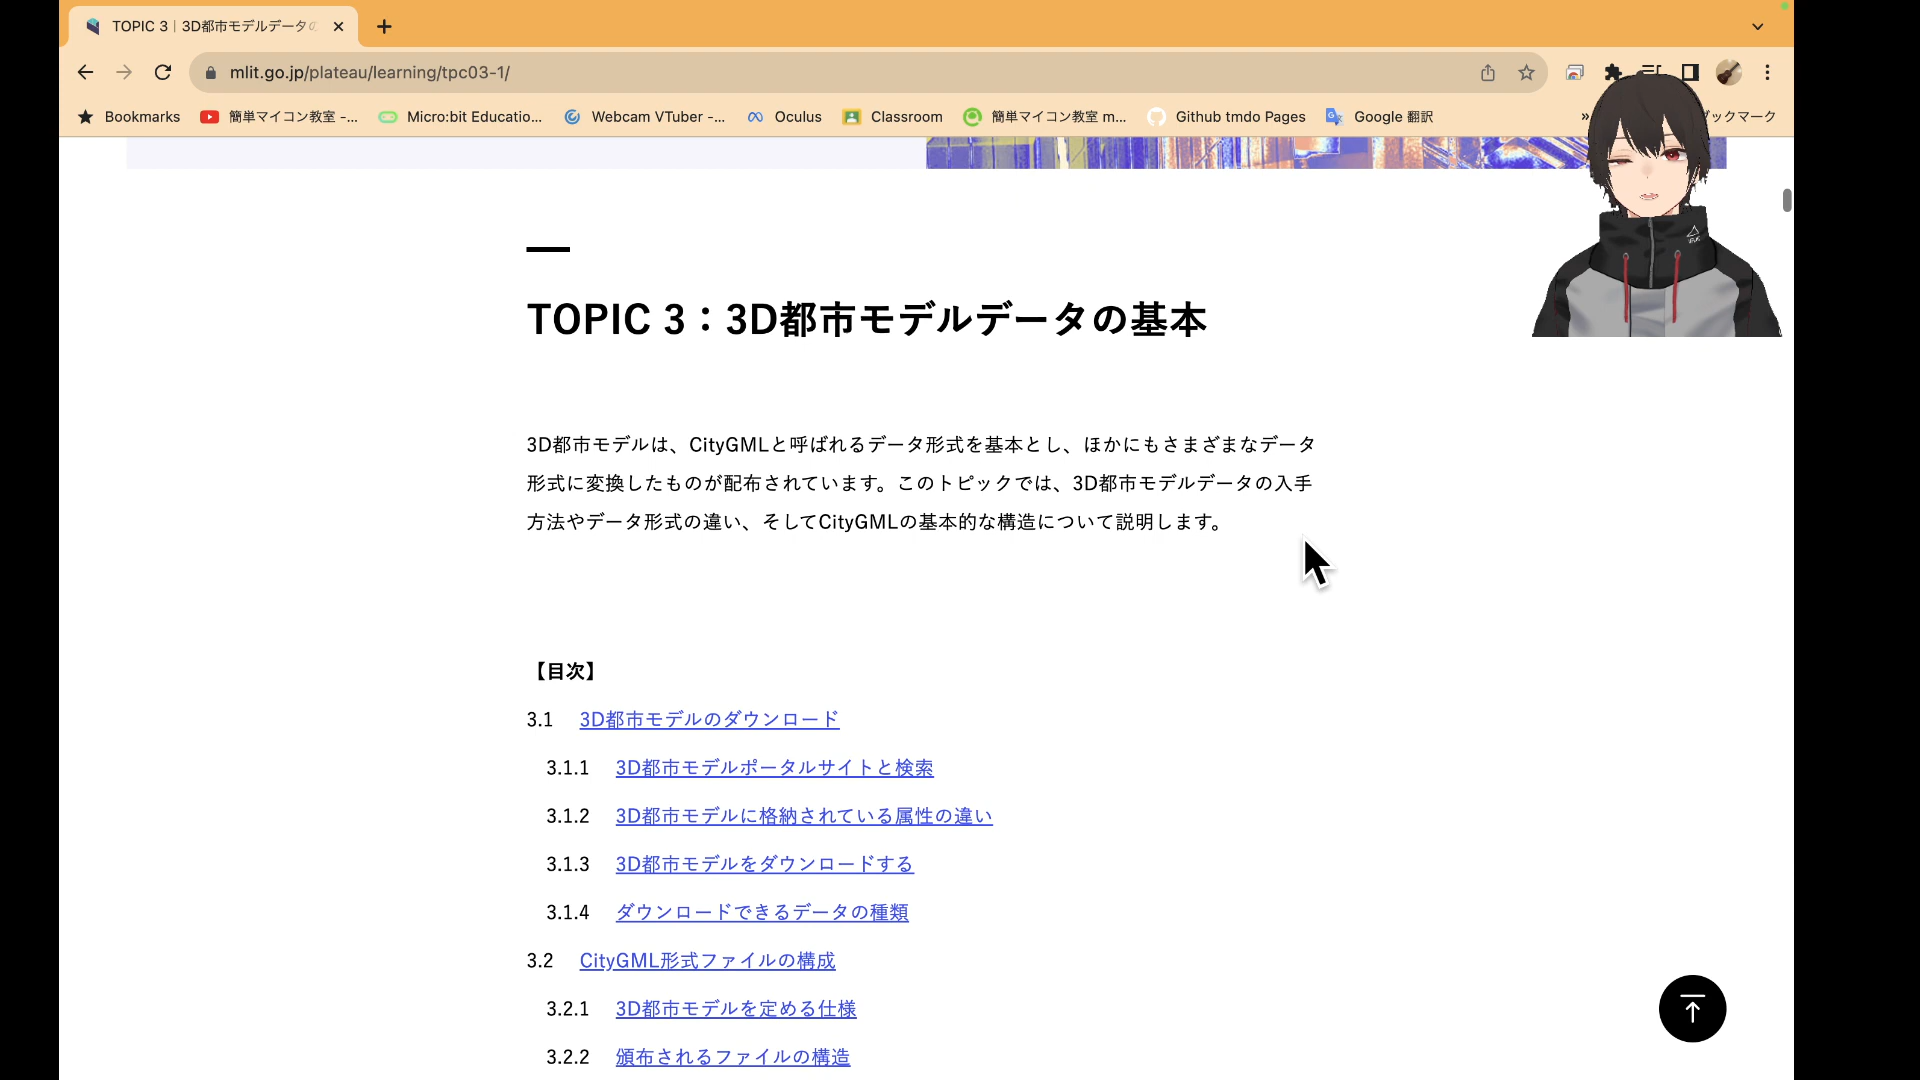 TOPIC 3｜3D都市モデルデータの
mlit.go.jp/plateau/learning/tpc03-1/
Bookmarks 簡単マイコン教室 -... Micro:bit Educatio... Webcam VTuber -... Oculus Classroom 簡単マイコン教室 m... Github tmdo Pages Google 翻訳 » ブックマーク
TOPIC 3：3D都市モデルデータの基本
3D都市モデルは、CityGMLと呼ばれるデータ形式を基本とし、ほかにもさまざまなデータ
形式に変換したものが配布されています。このトピックでは、3D都市モデルデータの入手
方法やデータ形式の違い、そしてCityGMLの基本的な構造について説明します。
【目次】
3.1 3D都市モデルのダウンロード
3.1.1 3D都市モデルポータルサイトと検索
3.1.2 3D都市モデルに格納されている属性の違い
3.1.3 3D都市モデルをダウンロードする
3.1.4 ダウンロードできるデータの種類
3.2 CityGML形式ファイルの構成
3.2.1 3D都市モデルを定める仕様
3.2.2 頒布されるファイルの構造